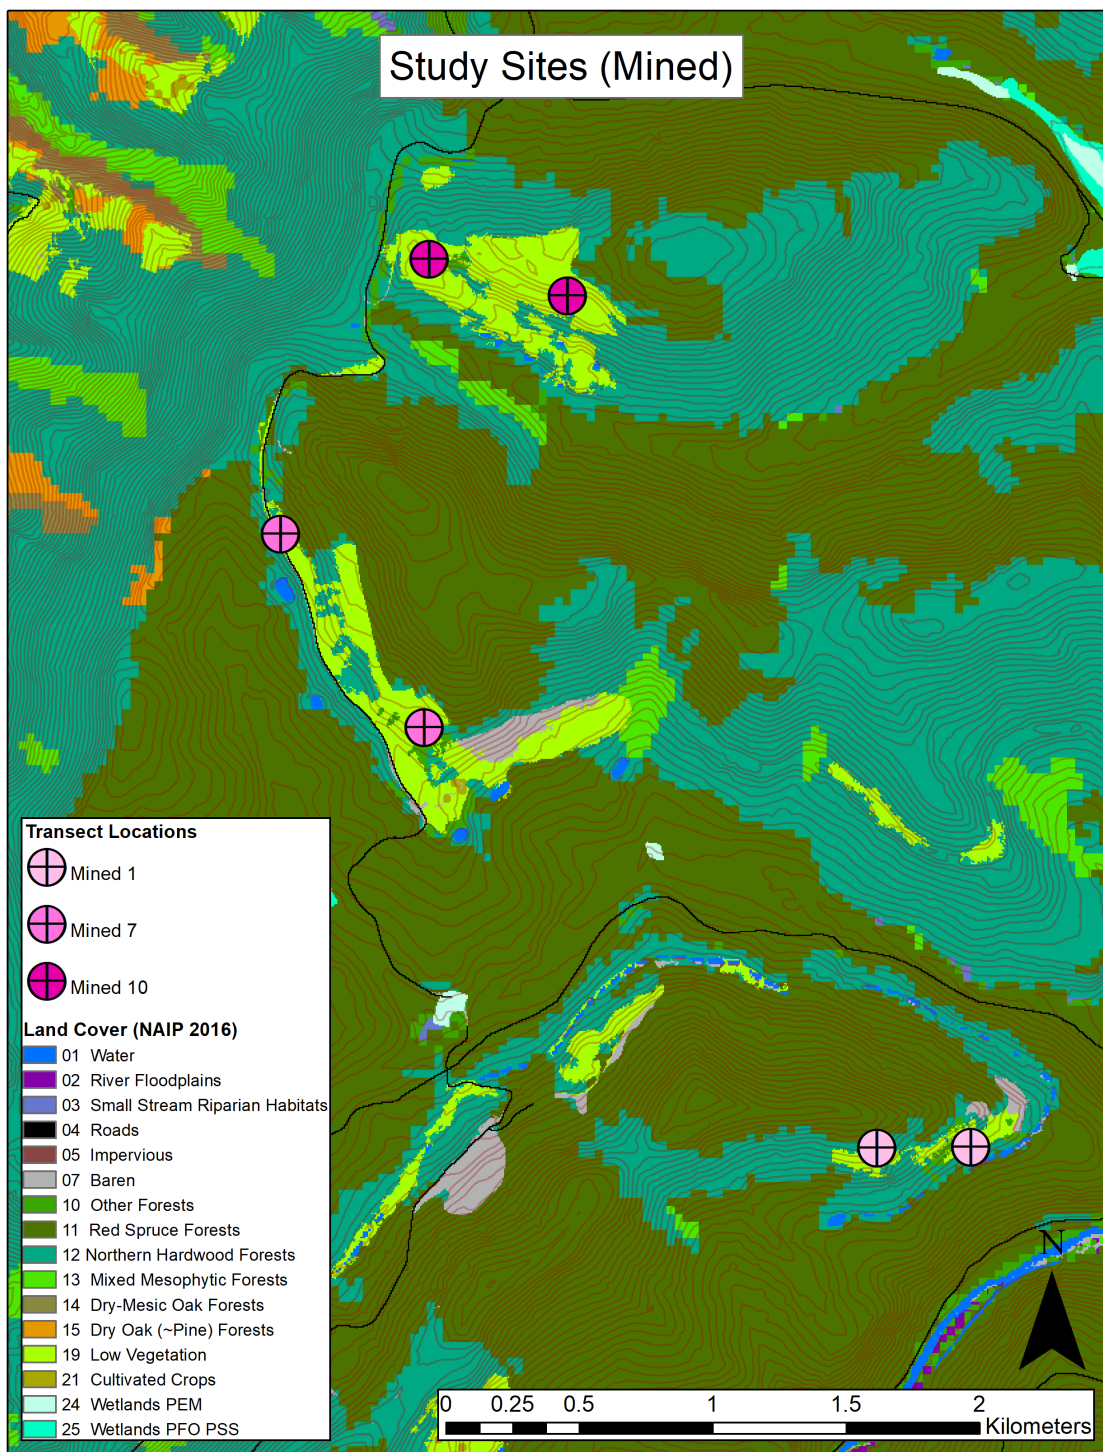 Study Sites (Mined)
Transect Locations
Mined 1
Mined 7
Mined 10
Land Cover (NAIP 2016)
01 Water
02 River Floodplains
03 Small Stream Riparian Habitats
04 Roads
05 Impervious
07 Baren
10 Other Forests
11 Red Spruce Forests
12 Northern Hardwood Forests
13 Mixed Mesophytic Forests
14 Dry-Mesic Oak Forests
15 Dry Oak (~Pine) Forests
19 Low Vegetation
21 Cultivated Crops
24 Wetlands PEM
25 Wetlands PFO PSS
N
0 0.25 0.5 1 1.5 2
Kilometers